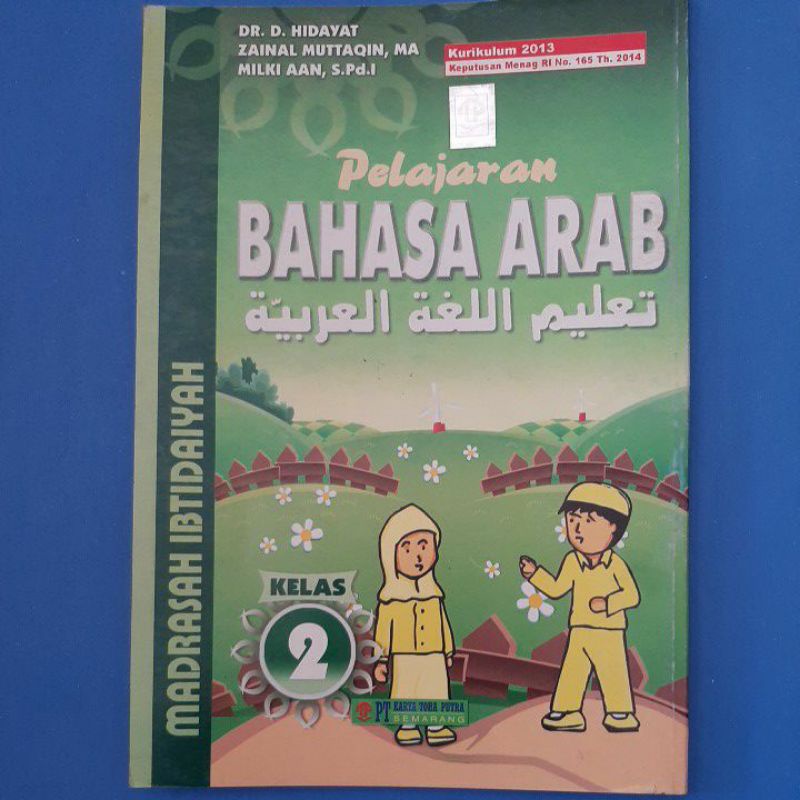 DR. D. HIDAYAT
ZAINAL MUTTAQIN, MA
MILKI AAN, S.Pd.I
Kurikulum 2013
Keputusan Menag RI No. 165 Th. 2014
Pelajaran
BAHASA ARAB
تعليم اللغة العربيّة
MADRASAH IBTIDAIYAH
KELAS
2
PT KARYA TOHA PUTRA
SEMARANG